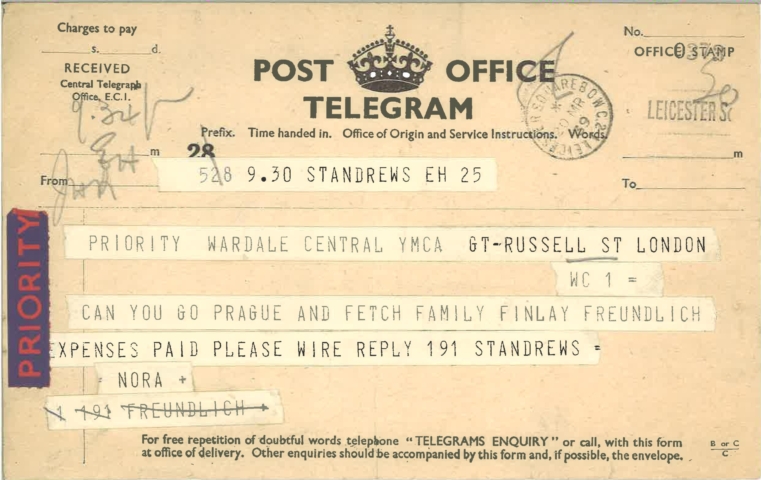 Charges to pay
s. d.
RECEIVED
Central Telegraph
Office, E.C.1.
9.34
EH
m
From
POST OFFICE
TELEGRAM
Prefix. Time handed in. Office of Origin and Service Instructions. Words.
28
528 9.30 STANDREWS EH 25
No.
OFFICE STAMP
LEICESTER SQ
m
To
PRIORITY
PRIORITY WARDALE CENTRAL YMCA GT-RUSSELL ST LONDON
WC 1 =
CAN YOU GO PRAGUE AND FETCH FAMILY FINLAY FREUNDLICH
EXPENSES PAID PLEASE WIRE REPLY 191 STANDREWS =
= NORA +
191 FREUNDLICH +
For free repetition of doubtful words telephone "TELEGRAMS ENQUIRY" or call, with this form
at office of delivery. Other enquiries should be accompanied by this form and, if possible, the envelope.
B or C
C